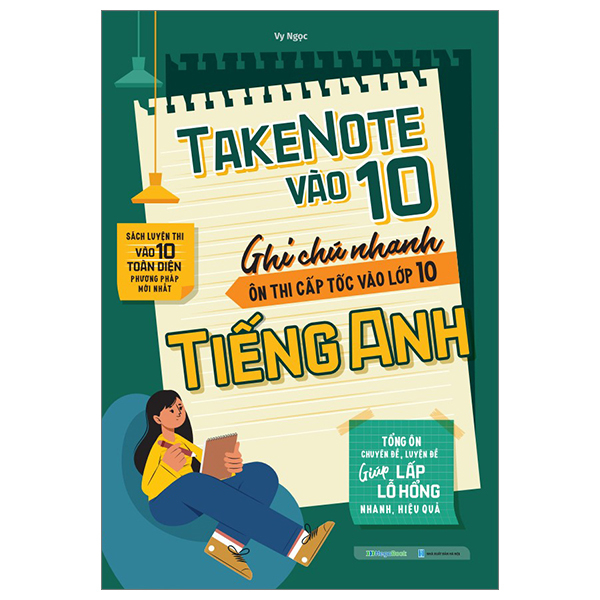 Vy Ngọc
TAKENOTE
VÀO 10
Ghi chú nhanh
ÔN THI CẤP TỐC VÀO LỚP 10
TIẾNG ANH
SÁCH LUYỆN THI
VÀO 10
TOÀN DIỆN
PHƯƠNG PHÁP
MỚI NHẤT
TỔNG ÔN
CHUYÊN ĐỀ, LUYỆN ĐỀ
Giúp LẤP
LỖ HỔNG
NHANH, HIỆU QUẢ
MegaBook